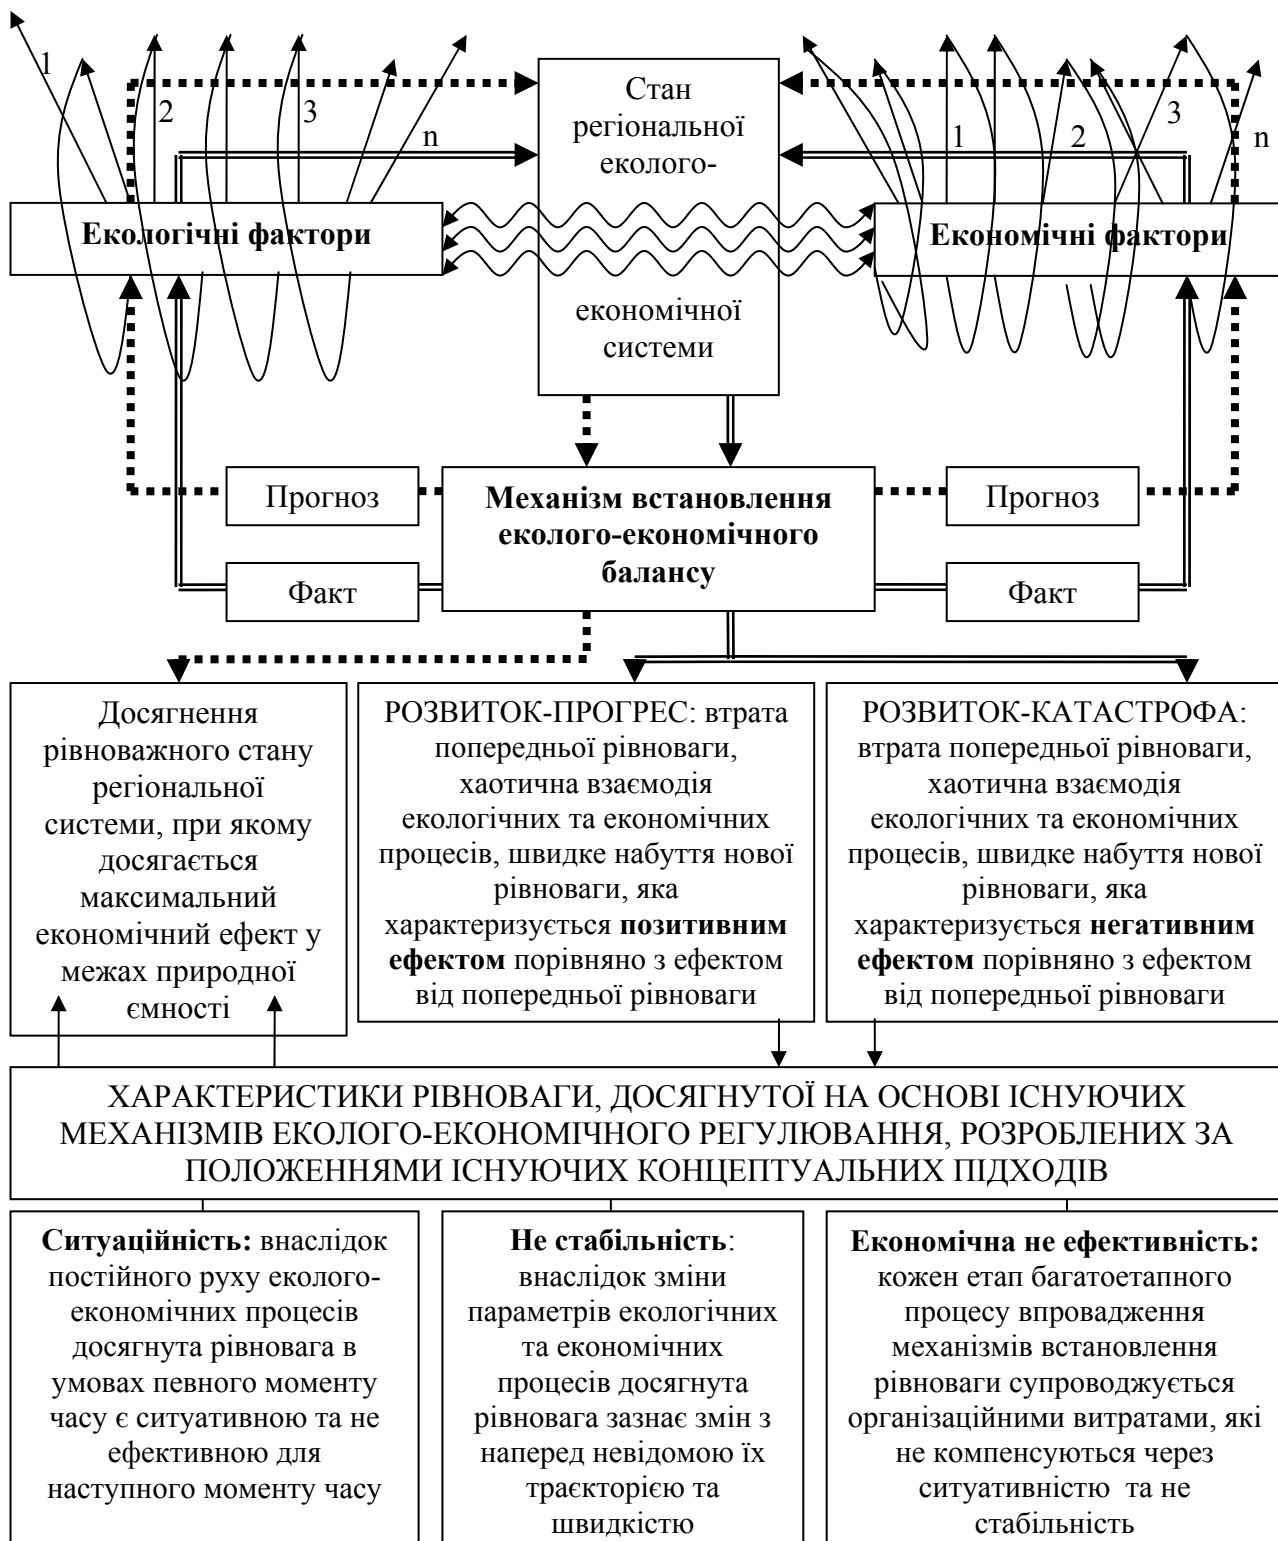 1
2
3
n
Стан
регіональної
еколого-
1
2
3
n
Екологічні фактори
Економічні фактори
економічної
системи
Прогноз
Механізм встановлення
еколого-економічного
балансу
Прогноз
Факт
Факт
Досягнення
рівноважного стану
регіональної
системи, при якому
досягається
максимальний
економічний ефект у
межах природної
ємності
РОЗВИТОК-ПРОГРЕС: втрата
попередньої рівноваги,
хаотична взаємодія
екологічних та економічних
процесів, швидке набуття нової
рівноваги, яка
характеризується позитивним
ефектом порівняно з ефектом
від попередньої рівноваги
РОЗВИТОК-КАТАСТРОФА:
втрата попередньої рівноваги,
хаотична взаємодія
екологічних та економічних
процесів, швидке набуття нової
рівноваги, яка
характеризується негативним
ефектом порівняно з ефектом
від попередньої рівноваги
ХАРАКТЕРИСТИКИ РІВНОВАГИ, ДОСЯГНУТОЇ НА ОСНОВІ ІСНУЮЧИХ
МЕХАНІЗМІВ ЕКОЛОГО-ЕКОНОМІЧНОГО РЕГУЛЮВАННЯ, РОЗРОБЛЕНИХ ЗА
ПОЛОЖЕННЯМИ ІСНУЮЧИХ КОНЦЕПТУАЛЬНИХ ПІДХОДІВ
Ситуаційність: внаслідок
постійного руху еколого-
економічних процесів
досягнута рівновага в
умовах певного моменту
часу є ситуативною та не
ефективною для
наступного моменту часу
Не стабільність:
внаслідок зміни
параметрів екологічних
та економічних
процесів досягнута
рівновага зазнає змін з
наперед невідомою їх
траєкторією та
швидкістю
Економічна не ефективність:
кожен етап багатоетапного
процесу впровадження
механізмів встановлення
рівноваги супроводжується
організаційними витратами, які
не компенсуються через
ситуативністю та не
стабільність